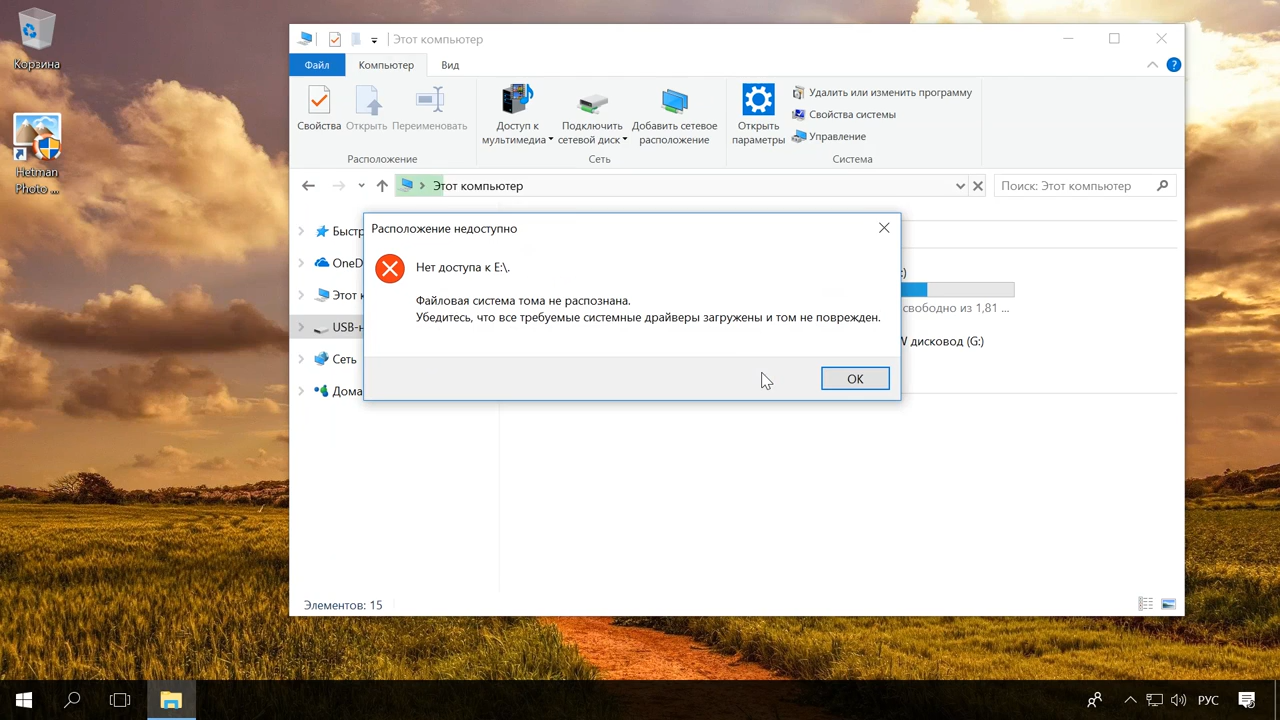 Корзина
Hetman
Photo ...
Этот компьютер
Файл
Компьютер
Вид
Свойства
Открыть
Переименовать
Расположение
Доступ к
мультимедиа
Подключить
сетевой диск
Добавить сетевое
расположение
Сеть
Открыть
параметры
Удалить или изменить программу
Свойства системы
Управление
Система
Этот компьютер
Поиск: Этот компьютер
Быстр
OneD
Этот к
USB-н
Сеть
Дома
Расположение недоступно
Нет доступа к E:\.
Файловая система тома не распознана.
Убедитесь, что все требуемые системные драйверы загружены и том не поврежден.
OK
:)
свободно из 1,81 ...
W дисковод (G:)
Элементов: 15
РУС